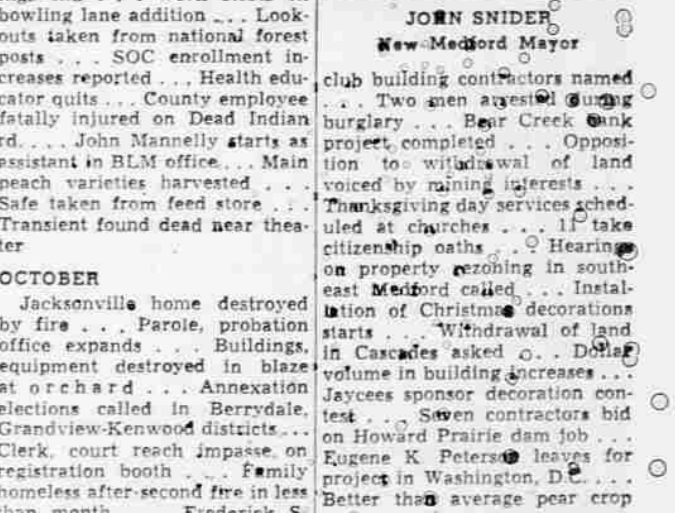 bowling lane addition . . . Look-
outs taken from national forest
posts . . . SOC enrollment in-
creases reported . . . Health edu-
cator quits . . . County employee
fatally injured on Dead Indian
rd. . . . John Mannelly starts as
assistant in BLM office . . . Main
peach varieties harvested . . .
Safe taken from feed store . . .
Transient found dead near thea-
ter
OCTOBER
Jacksonville home destroyed
by fire . . . Parole, probation
office expands . . . Buildings,
equipment destroyed in blaze
at orchard . . . Annexation
elections called in Berrydale,
Grandview-Kenwood districts . . .
Clerk, court reach impasse on
registration booth . . . Family
homeless after second fire in less
than month Frederick S.
JOHN SNIDER
New Medford Mayor
club building contractors named
. . . Two men arrested during
burglary . . . Bear Creek bank
project completed . . . Opposi-
tion to withdrawal of land
voiced by mining interests . . .
Thanksgiving day services sched-
uled at churches . . . 11 take
citizenship oaths . . . Hearings
on property rezoning in south-
east Medford called . . . Instal-
lation of Christmas decorations
starts . . . Withdrawal of land
in Cascades asked . . . Dollar
volume in building increases . . .
Jaycees sponsor decoration con-
test . . . Seven contractors bid
on Howard Prairie dam job . . .
Eugene K Peterson leaves for
project in Washington, D.C. . . .
Better than average pear crop